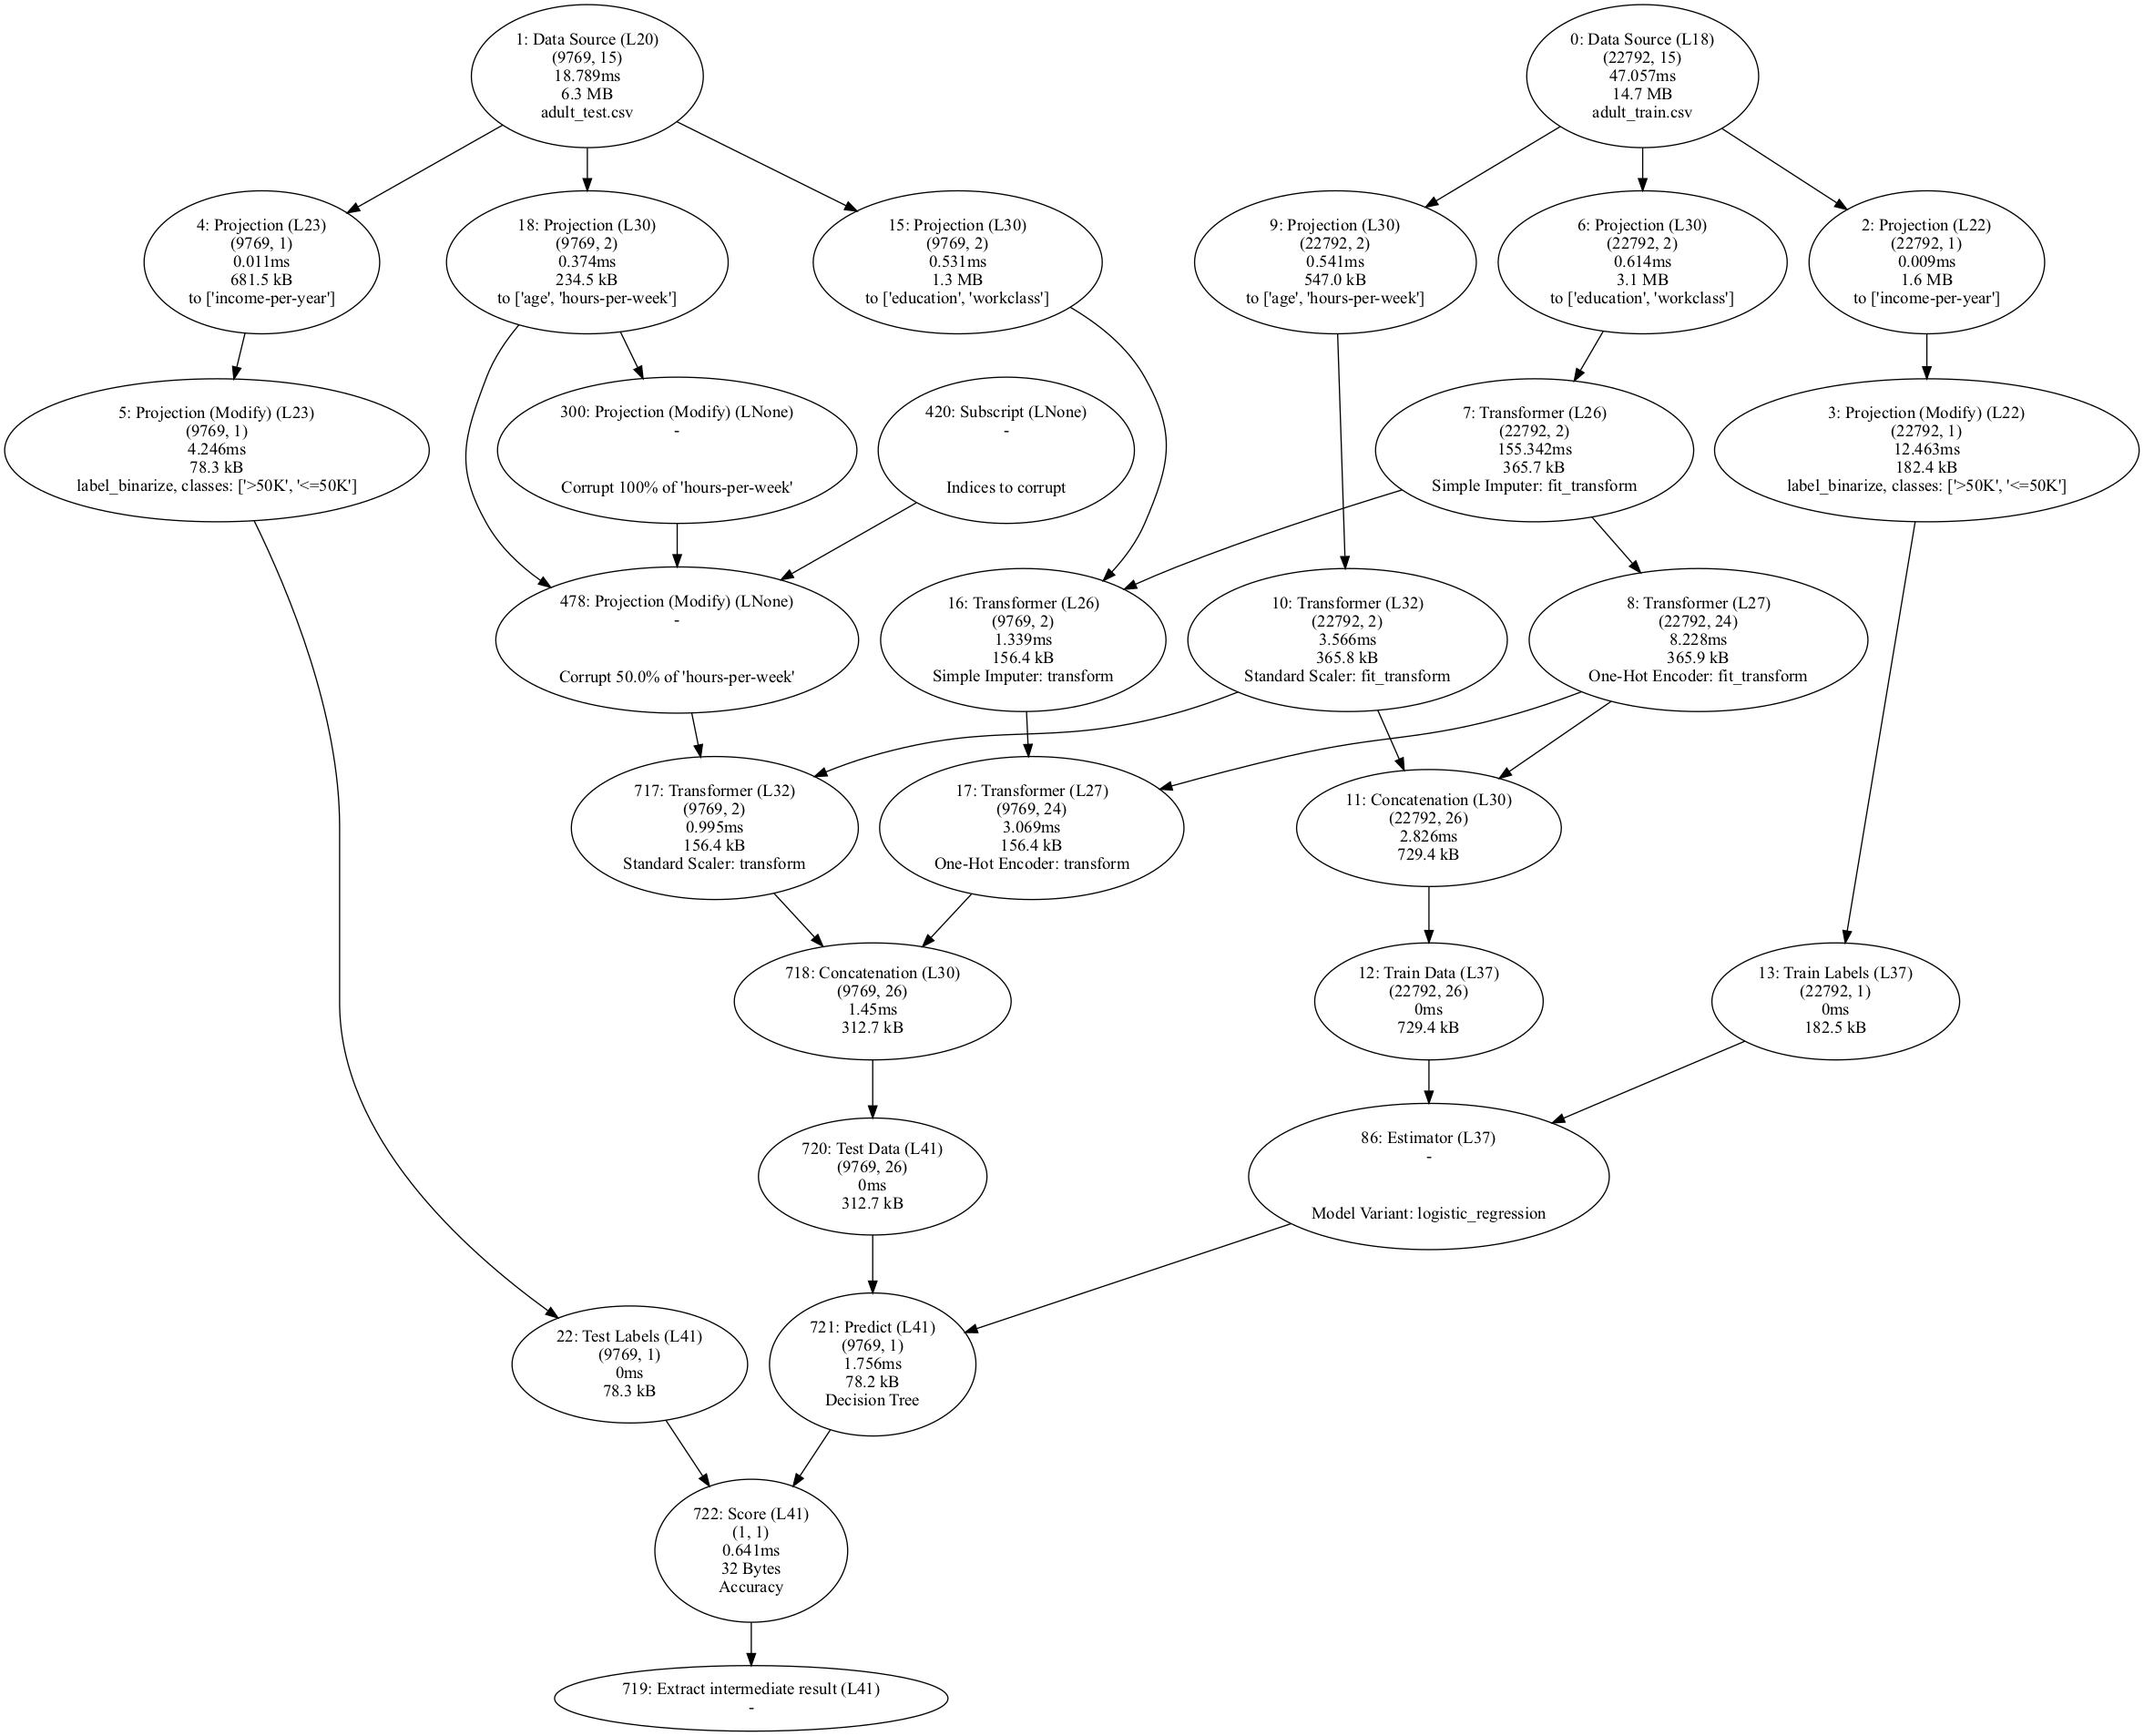 1: Data Source (L20)
(9769, 15)
18.789ms
6.3 MB
adult_test.csv
0: Data Source (L18)
(22792, 15)
47.057ms
14.7 MB
adult_train.csv
4: Projection (L23)
(9769, 1)
0.011ms
681.5 kB
to ['income-per-year']
18: Projection (L30)
(9769, 2)
0.374ms
234.5 kB
to ['age', 'hours-per-week']
15: Projection (L30)
(9769, 2)
0.531ms
1.3 MB
to ['education', 'workclass']
9: Projection (L30)
(22792, 2)
0.541ms
547.0 kB
to ['age', 'hours-per-week']
6: Projection (L30)
(22792, 2)
0.614ms
3.1 MB
to ['education', 'workclass']
2: Projection (L22)
(22792, 1)
0.009ms
1.6 MB
to ['income-per-year']
5: Projection (Modify) (L23)
(9769, 1)
4.246ms
78.3 kB
label_binarize, classes: ['>50K', '<=50K']
300: Projection (Modify) (LNone)
-
Corrupt 100% of 'hours-per-week'
420: Subscript (LNone)
-
Indices to corrupt
7: Transformer (L26)
(22792, 2)
155.342ms
365.7 kB
Simple Imputer: fit_transform
3: Projection (Modify) (L22)
(22792, 1)
12.463ms
182.4 kB
label_binarize, classes: ['>50K', '<=50K']
478: Projection (Modify) (LNone)
-
Corrupt 50.0% of 'hours-per-week'
16: Transformer (L26)
(9769, 2)
1.339ms
156.4 kB
Simple Imputer: transform
10: Transformer (L32)
(22792, 2)
3.566ms
365.8 kB
Standard Scaler: fit_transform
8: Transformer (L27)
(22792, 24)
8.228ms
365.9 kB
One-Hot Encoder: fit_transform
717: Transformer (L32)
(9769, 2)
0.995ms
156.4 kB
Standard Scaler: transform
17: Transformer (L27)
(9769, 24)
3.069ms
156.4 kB
One-Hot Encoder: transform
11: Concatenation (L30)
(22792, 26)
2.826ms
729.4 kB
718: Concatenation (L30)
(9769, 26)
1.45ms
312.7 kB
12: Train Data (L37)
(22792, 26)
0ms
729.4 kB
13: Train Labels (L37)
(22792, 1)
0ms
182.5 kB
720: Test Data (L41)
(9769, 26)
0ms
312.7 kB
86: Estimator (L37)
-
Model Variant: logistic_regression
22: Test Labels (L41)
(9769, 1)
0ms
78.3 kB
721: Predict (L41)
(9769, 1)
1.756ms
78.2 kB
Decision Tree
722: Score (L41)
(1, 1)
0.641ms
32 Bytes
Accuracy
719: Extract intermediate result (L41)
-